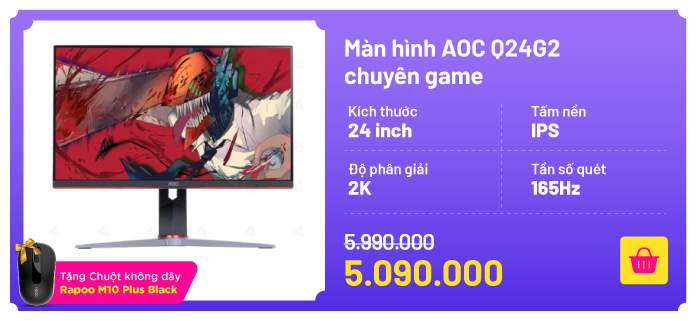 Màn hình AOC Q24G2
chuyên game
Kích thước
24 inch
Tấm nền
IPS
Độ phân giải
2K
Tần số quét
165Hz
5.990.000
5.090.000
AOC
Tặng Chuột không dây
Rapoo M10 Plus Black